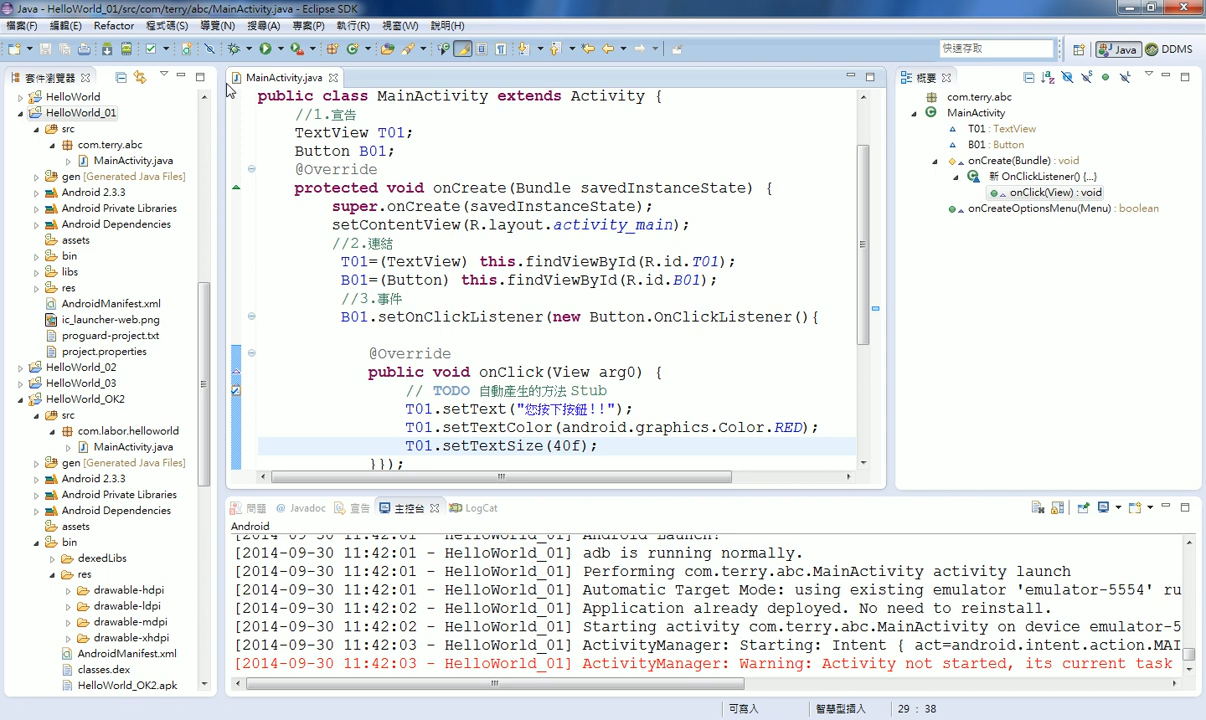 Java - HelloWorld_01/src/com/terry/abc/MainActivity.java - Eclipse SDK
檔案(F) 編輯(E) Refactor 程式碼(S) 導覽(N) 搜尋(A) 專案(P) 執行(R) 視窗(W) 說明(H)
快速存取
Java DDMS
套件瀏覽器
HelloWorld
HelloWorld_01
src
com.terry.abc
MainActivity.java
gen [Generated Java Files]
Android 2.3.3
Android Private Libraries
Android Dependencies
assets
bin
libs
res
AndroidManifest.xml
ic_launcher-web.png
proguard-project.txt
project.properties
HelloWorld_02
HelloWorld_03
HelloWorld_OK2
src
com.labor.helloworld
MainActivity.java
gen [Generated Java Files]
Android 2.3.3
Android Private Libraries
Android Dependencies
assets
bin
dexedLibs
res
drawable-hdpi
drawable-ldpi
drawable-mdpi
drawable-xhdpi
AndroidManifest.xml
classes.dex
HelloWorld_OK2.apk
MainActivity.java
public class MainActivity extends Activity {
//1.宣告
TextView T01;
Button B01;
@Override
protected void onCreate(Bundle savedInstanceState) {
super.onCreate(savedInstanceState);
setContentView(R.layout.activity_main);
//2.連結
T01=(TextView) this.findViewById(R.id.T01);
B01=(Button) this.findViewById(R.id.B01);
//3.事件
B01.setOnClickListener(new Button.OnClickListener(){
@Override
public void onClick(View arg0) {
// TODO 自動產生的方法 Stub
T01.setText("您按下按鈕!!");
T01.setTextColor(android.graphics.Color.RED);
T01.setTextSize(40f);
}});
概要
com.terry.abc
MainActivity
T01 : TextView
B01 : Button
onCreate(Bundle) : void
新 OnClickListener() {...}
onClick(View) : void
onCreateOptionsMenu(Menu) : boolean
問題 @ Javadoc 宣告 主控台 LogCat
Android
[2014-09-30 11:42:01 - HelloWorld_01] Android Launch!
[2014-09-30 11:42:01 - HelloWorld_01] adb is running normally.
[2014-09-30 11:42:01 - HelloWorld_01] Performing com.terry.abc.MainActivity activity launch
[2014-09-30 11:42:01 - HelloWorld_01] Automatic Target Mode: using existing emulator 'emulator-5554' ru
[2014-09-30 11:42:02 - HelloWorld_01] Application already deployed. No need to reinstall.
[2014-09-30 11:42:02 - HelloWorld_01] Starting activity com.terry.abc.MainActivity on device emulator-5
[2014-09-30 11:42:03 - HelloWorld_01] ActivityManager: Starting: Intent { act=android.intent.action.MAI
[2014-09-30 11:42:03 - HelloWorld_01] ActivityManager: Warning: Activity not started, its current task
可寫入 智慧型插入 29 : 38